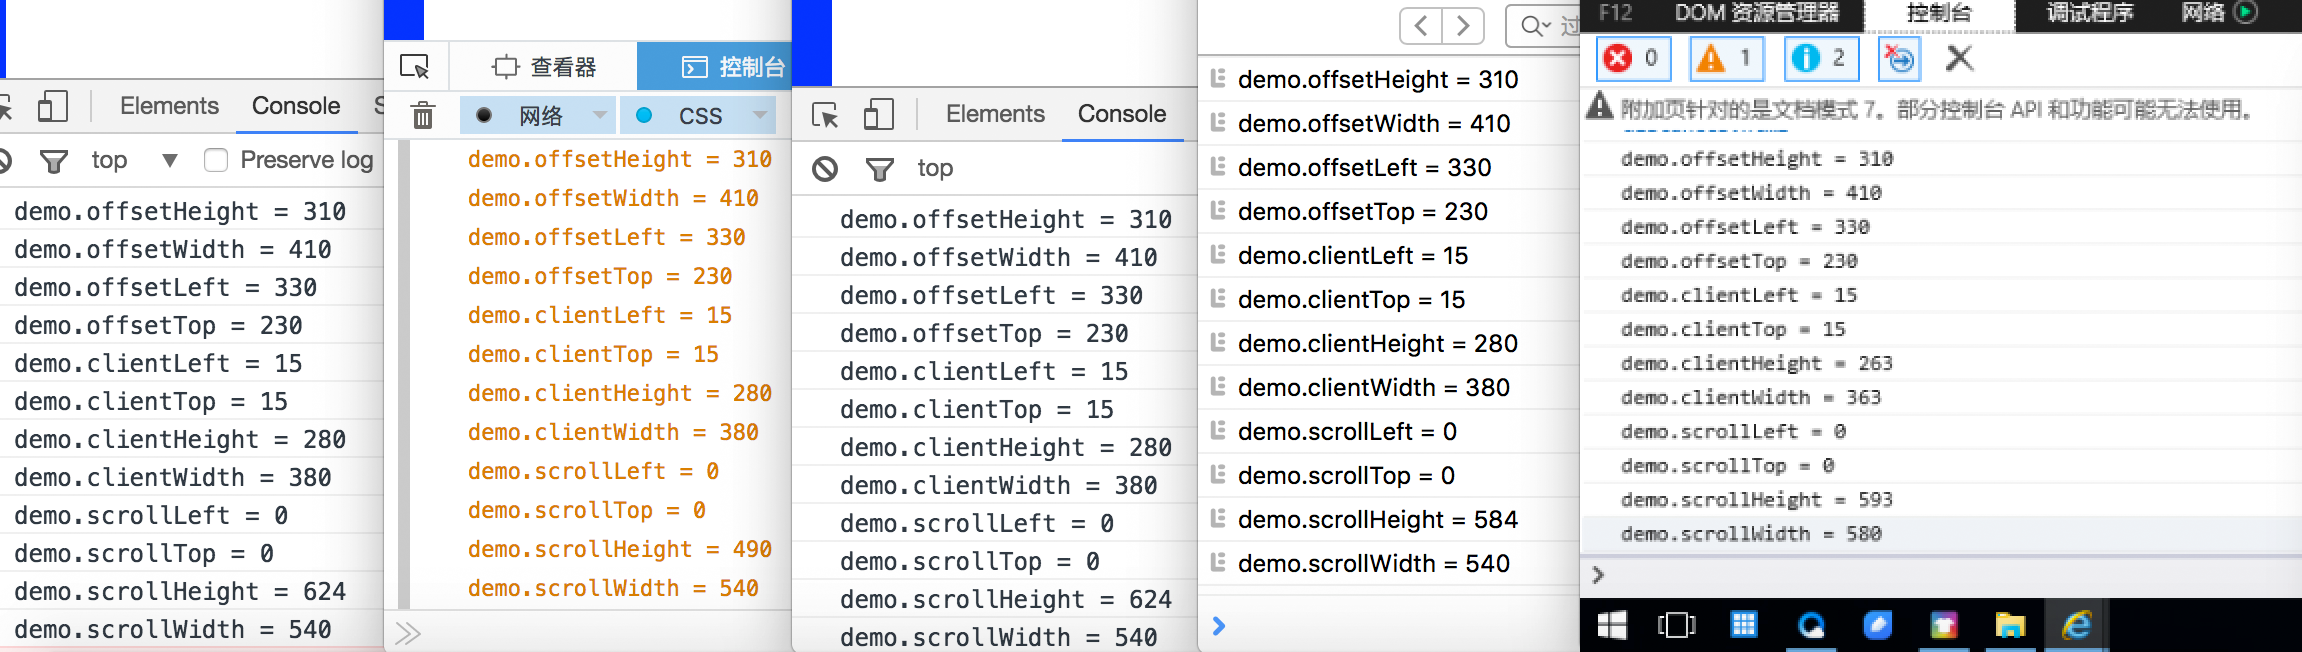 Elements Console S
top Preserve log
demo.offsetHeight = 310
demo.offsetWidth = 410
demo.offsetLeft = 330
demo.offsetTop = 230
demo.clientLeft = 15
demo.clientTop = 15
demo.clientHeight = 280
demo.clientWidth = 380
demo.scrollLeft = 0
demo.scrollTop = 0
demo.scrollHeight = 624
demo.scrollWidth = 540
查看器 控制台
网络 CSS
demo.offsetHeight = 310
demo.offsetWidth = 410
demo.offsetLeft = 330
demo.offsetTop = 230
demo.clientLeft = 15
demo.clientTop = 15
demo.clientHeight = 280
demo.clientWidth = 380
demo.scrollLeft = 0
demo.scrollTop = 0
demo.scrollHeight = 490
demo.scrollWidth = 540
Elements Console
top
demo.offsetHeight = 310
demo.offsetWidth = 410
demo.offsetLeft = 330
demo.offsetTop = 230
demo.clientLeft = 15
demo.clientTop = 15
demo.clientHeight = 280
demo.clientWidth = 380
demo.scrollLeft = 0
demo.scrollTop = 0
demo.scrollHeight = 624
demo.scrollWidth = 540
过
demo.offsetHeight = 310
demo.offsetWidth = 410
demo.offsetLeft = 330
demo.offsetTop = 230
demo.clientLeft = 15
demo.clientTop = 15
demo.clientHeight = 280
demo.clientWidth = 380
demo.scrollLeft = 0
demo.scrollTop = 0
demo.scrollHeight = 584
demo.scrollWidth = 540
F12 DOM 资源管理器 控制台 调试程序 网络
0 1 2
附加页针对的是文档模式 7。部分控制台 API 和功能可能无法使用。
demo.offsetHeight = 310
demo.offsetWidth = 410
demo.offsetLeft = 330
demo.offsetTop = 230
demo.clientLeft = 15
demo.clientTop = 15
demo.clientHeight = 263
demo.clientWidth = 363
demo.scrollLeft = 0
demo.scrollTop = 0
demo.scrollHeight = 593
demo.scrollWidth = 580